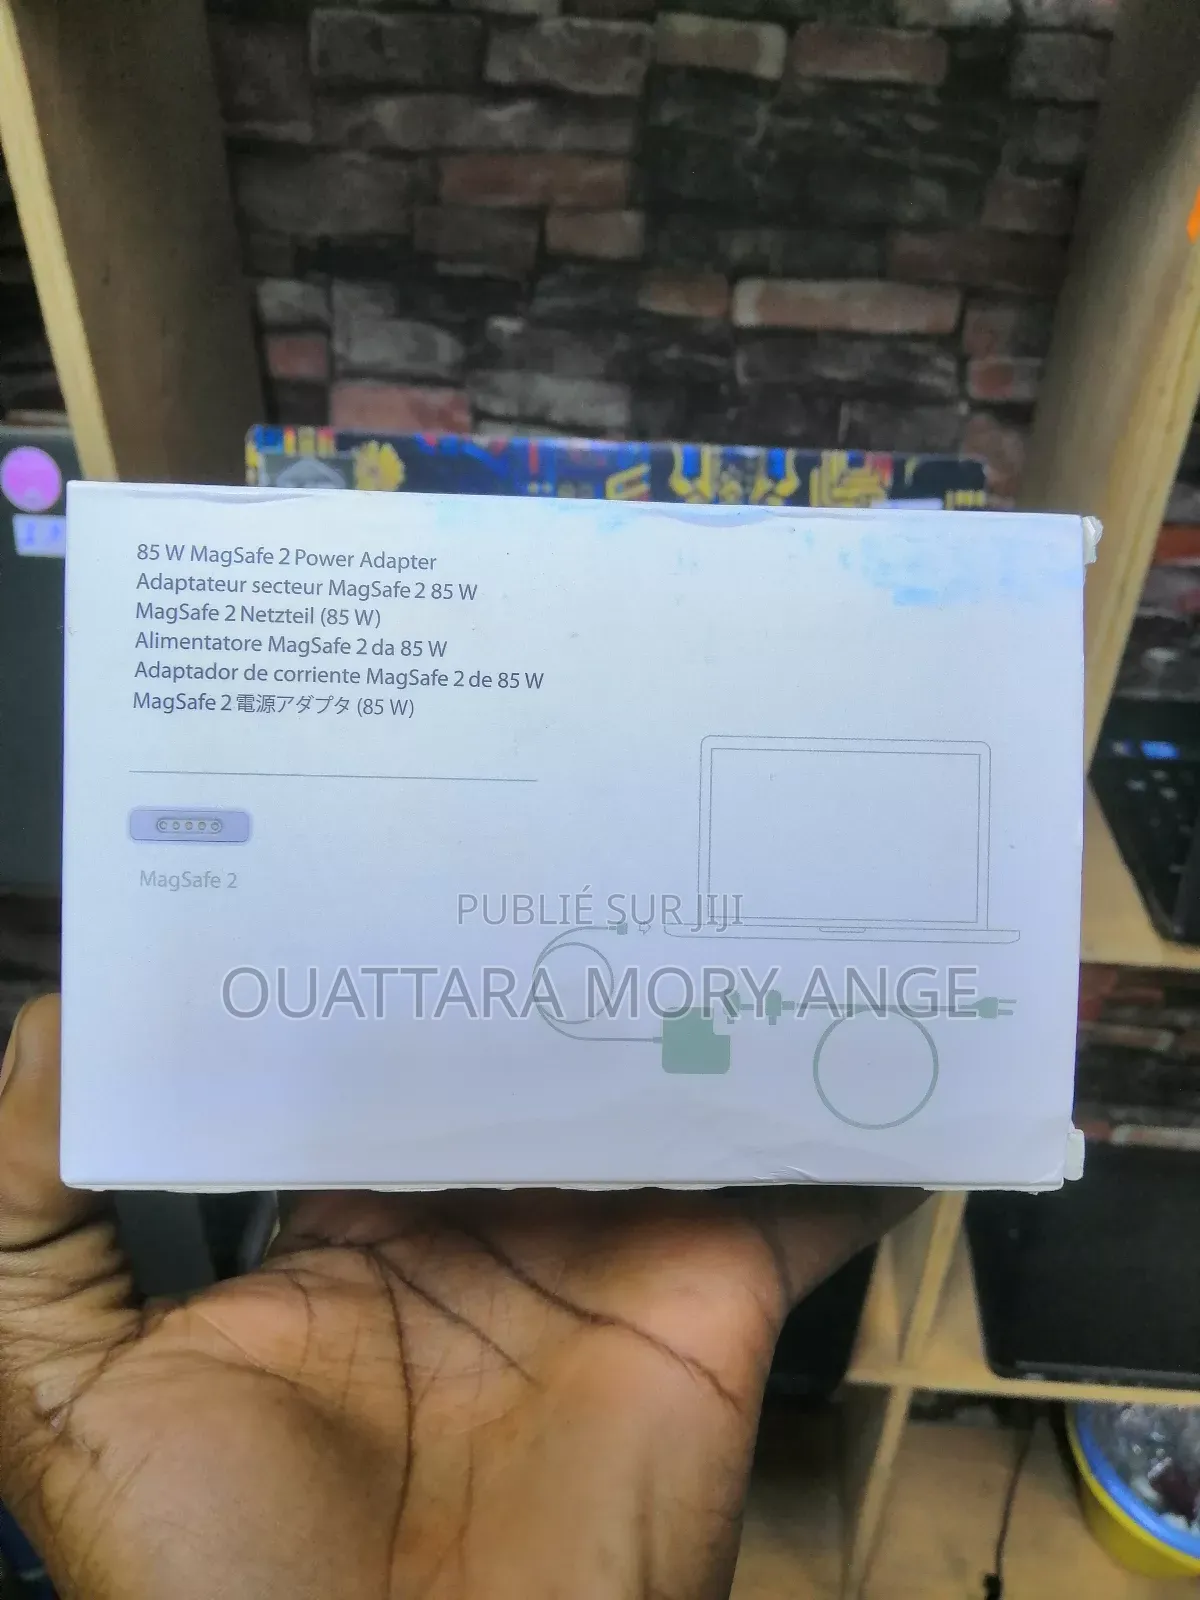 85 W MagSafe 2 Power Adapter
Adaptateur secteur MagSafe 2 85 W
MagSafe 2 Netzteil (85 W)
Alimentatore MagSafe 2 da 85 W
Adaptador de corriente MagSafe 2 de 85 W
MagSafe 2 電源アダプタ (85 W)
MagSafe 2
PUBLIÉ SUR JIJI
OUATTARA MORY ANGE